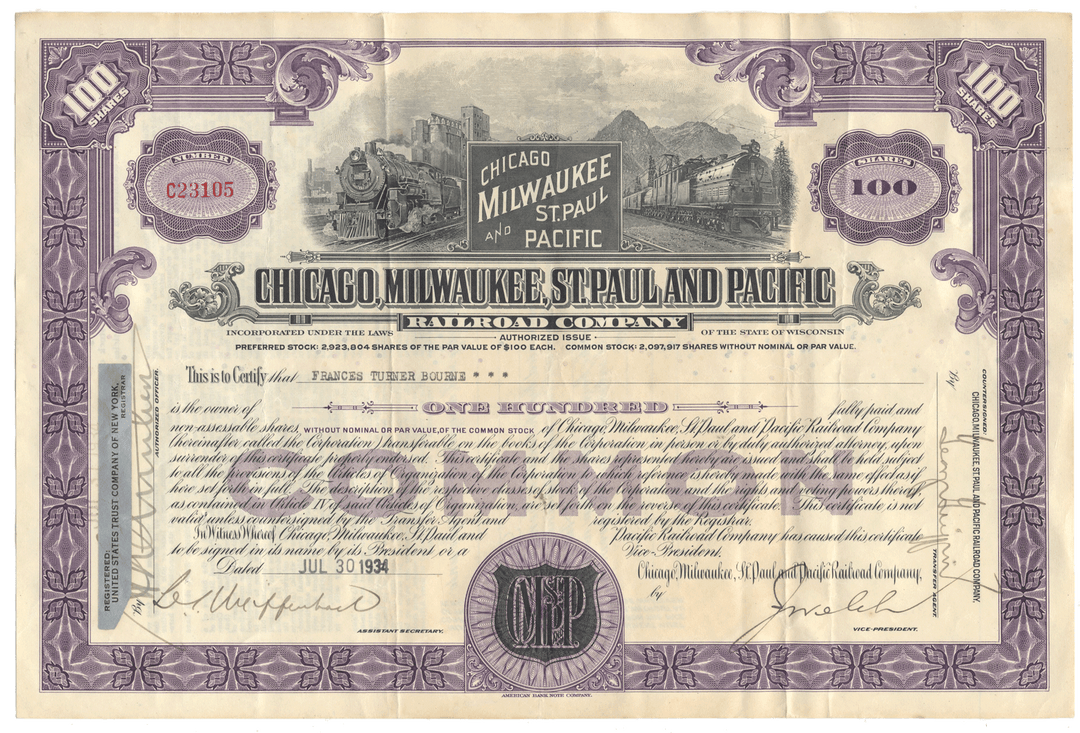 100 SHARES
100 SHARES
NUMBER
C23105
CHICAGO
MILWAUKEE
ST. PAUL
AND PACIFIC
SHARES
100
CHICAGO, MILWAUKEE, ST. PAUL AND PACIFIC
RAILROAD COMPANY
INCORPORATED UNDER THE LAWS OF THE STATE OF WISCONSIN
AUTHORIZED ISSUE
PREFERRED STOCK: 2,923,804 SHARES OF THE PAR VALUE OF $100 EACH. COMMON STOCK: 2,097,917 SHARES WITHOUT NOMINAL OR PAR VALUE.
This is to Certify that FRANCES TURNER BOURNE * * *
is the owner of ONE HUNDRED fully paid and
non-assessable shares, WITHOUT NOMINAL OR PAR VALUE, OF THE COMMON STOCK of Chicago, Milwaukee, St. Paul and Pacific Railroad Company
(hereinafter called the Corporation) transferable on the books of the Corporation in person or by duly authorized attorney, upon
surrender of this certificate properly endorsed. This certificate and the shares represented hereby are issued and shall be held subject
to all the provisions of the Articles of Organization of the Corporation (to which reference is hereby made with the same effect as if
here set forth in full). The description of the respective classes of stock of the Corporation and the rights and voting powers thereof,
as contained in Article IV of said Articles of Organization, are set forth on the reverse of this certificate. This certificate is not
valid unless countersigned by the Transfer Agent and registered by the Registrar.
COMMON
In Witness Whereof Chicago, Milwaukee, St. Paul and Pacific Railroad Company has caused this certificate
to be signed in its name by its President or a Vice-President.
Dated JUL 30 1934
Chicago, Milwaukee, St. Paul and Pacific Railroad Company,
by
ASSISTANT SECRETARY.
VICE-PRESIDENT.
CMStP&P
REGISTERED:
UNITED STATES TRUST COMPANY OF NEW YORK,
REGISTRAR
By
AUTHORIZED OFFICER.
COUNTERSIGNED:
CHICAGO, MILWAUKEE, ST. PAUL AND PACIFIC RAILROAD COMPANY,
By
TRANSFER AGENT.
AMERICAN BANK NOTE COMPANY.